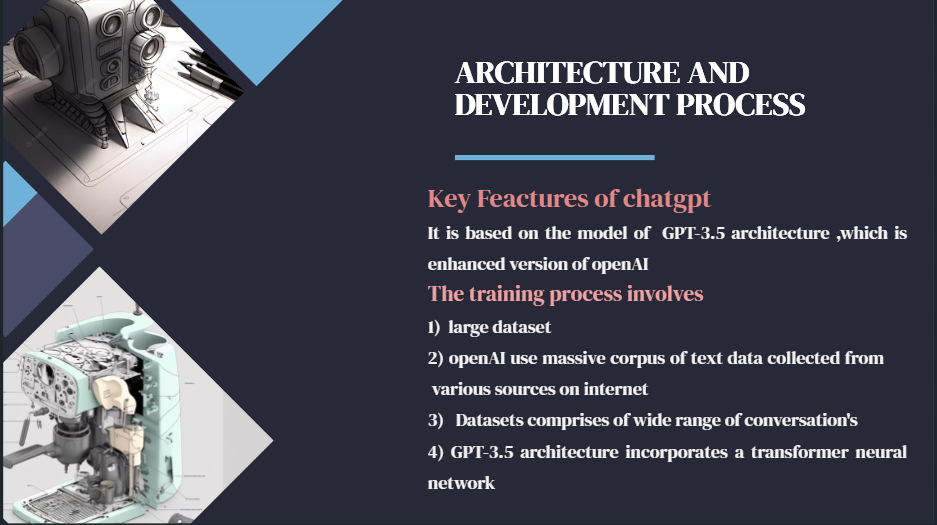 ARCHITECTURE AND
DEVELOPMENT PROCESS
Key Feactures of chatgpt
It is based on the model of GPT-3.5 architecture ,which is
enhanced version of openAI
The training process involves
1) large dataset
2) openAI use massive corpus of text data collected from
various sources on internet
3) Datasets comprises of wide range of conversation's
4) GPT-3.5 architecture incorporates a transformer neural
network